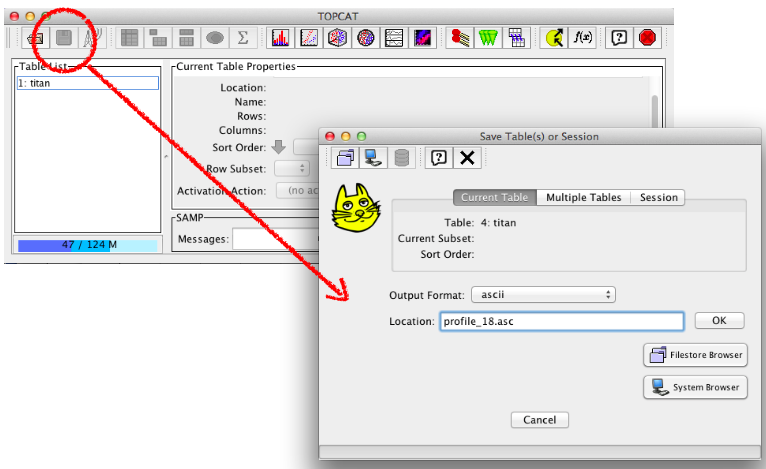 TOPCAT
Σ
f(x)
?
Table List
1: titan
47 / 124 M
Current Table Properties
Location:
Name:
Rows:
Columns:
Sort Order:
Row Subset:
Activation Action:
(no ac
SAMP
Messages:
Save Table(s) or Session
?
Current Table
Multiple Tables
Session
Table: 4: titan
Current Subset:
Sort Order:
Output Format: ascii
Location: profile_18.asc
OK
Filestore Browser
System Browser
Cancel